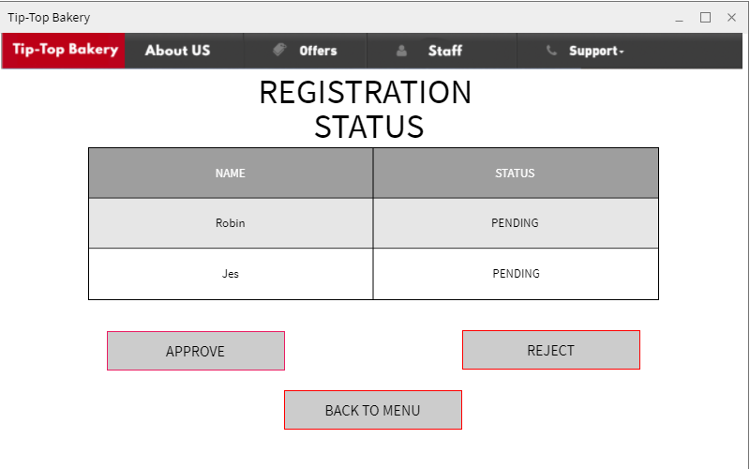 Tip-Top Bakery
Tip-Top Bakery About US Offers Staff Support
REGISTRATION
STATUS
NAME STATUS
Robin PENDING
Jes PENDING
APPROVE REJECT
BACK TO MENU